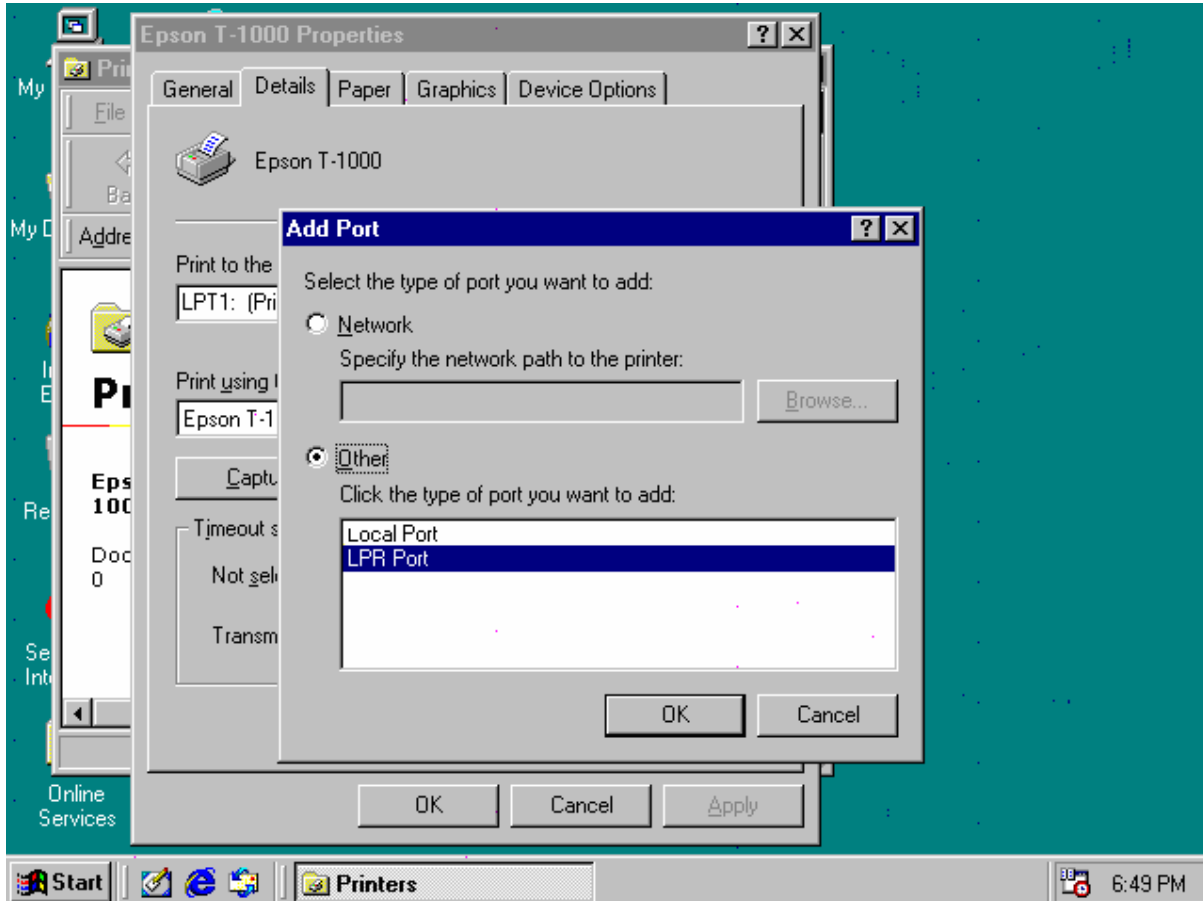 Epson T-1000 Properties
Pri
My
General Details Paper Graphics Device Options
File
Epson T-1000
Ba
My D
Addre
Add Port
Print to the
Select the type of port you want to add:
LPT1: (Pri
Network
Specify the network path to the printer:
Print using
Browse...
Epson T-1
Other
Captu
Click the type of port you want to add:
Eps
100
Re
Timeout s
Local Port
LPR Port
Doc
0
Not sele
Transm
Se
Int
OK Cancel
Online
Services
OK Cancel Apply
Start Printers 6:49 PM